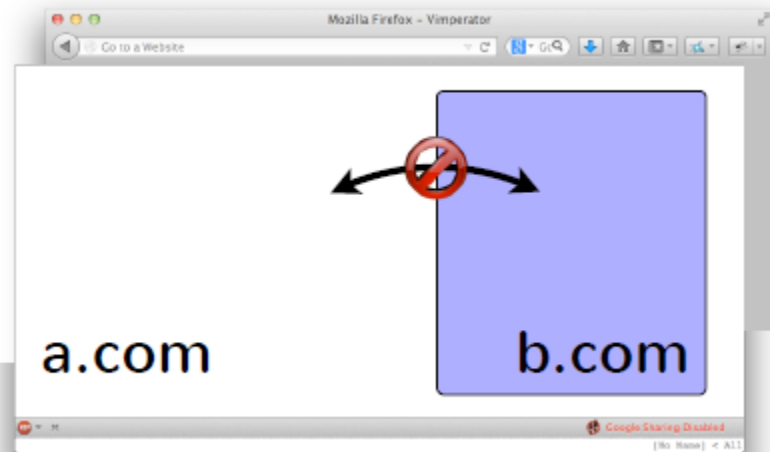 Mozilla Firefox - Vimperator
Go to a Website
a.com
b.com
Google Sharing Disabled
[No Name] < All